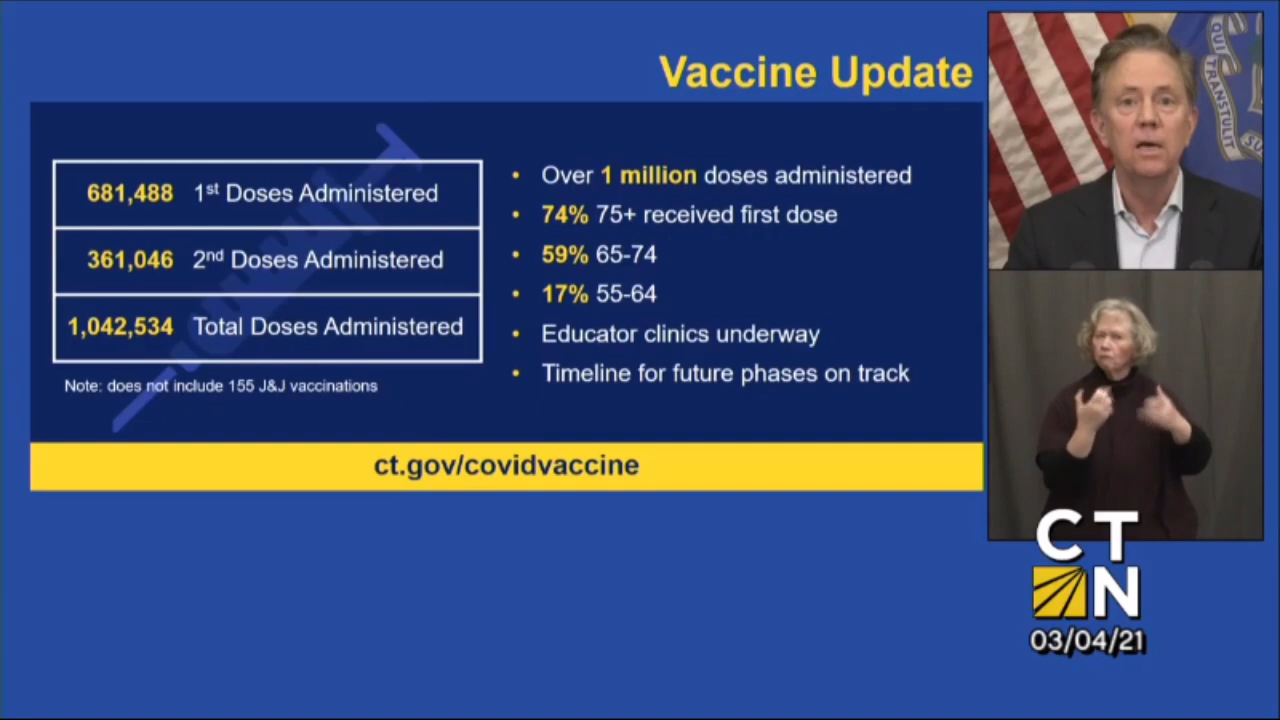 Vaccine Update
681,488 1st Doses Administered
361,046 2nd Doses Administered
1,042,534 Total Doses Administered
Note: does not include 155 J&J vaccinations
• Over 1 million doses administered
• 74% 75+ received first dose
• 59% 65-74
• 17% 55-64
• Educator clinics underway
• Timeline for future phases on track
ct.gov/covidvaccine
QUI TRANSTULIT
CT
N
03/04/21